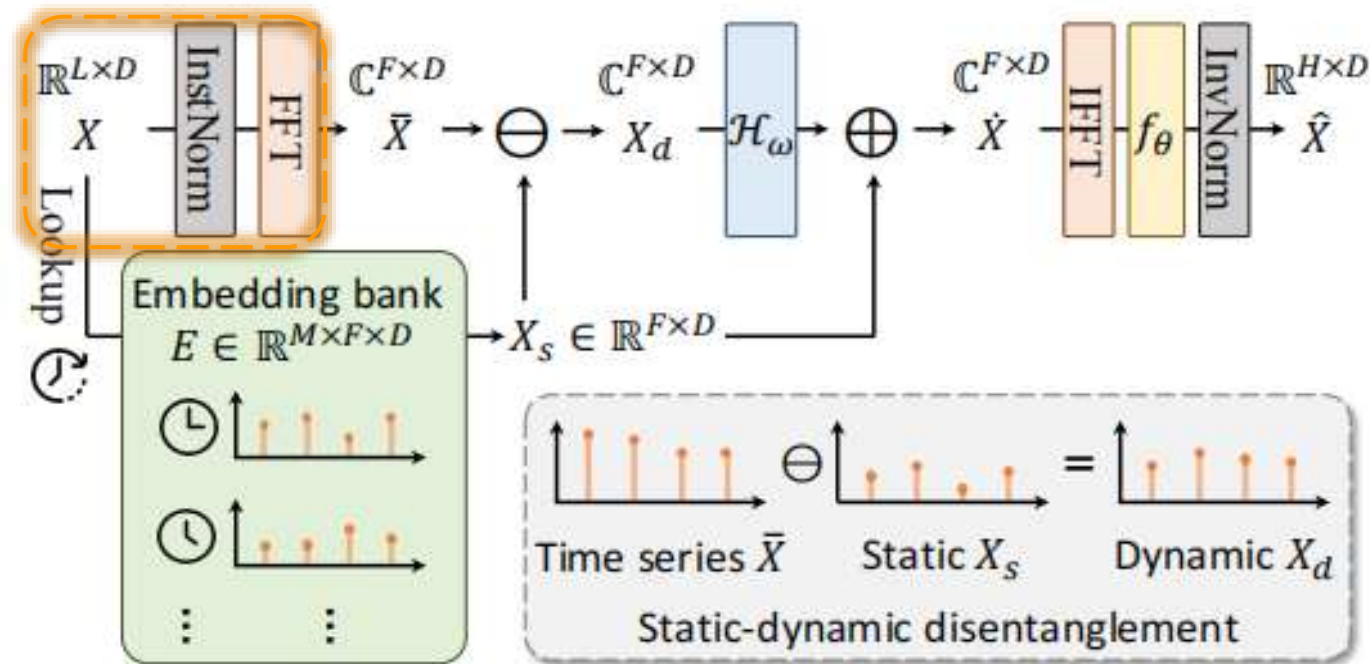 ℝ^{L×D}
X
InstNorm
FFT
ℂ^{F×D}
X̄
⊖
ℂ^{F×D}
X_d
ℋ_ω
⊕
ℂ^{F×D}
Ẋ
IFFT
f_θ
InvNorm
ℝ^{H×D}
X̂
Lookup
Embedding bank
E ∈ ℝ^{M×F×D}
⋮ ⋮
X_s ∈ ℝ^{F×D}
⊖ =
Time series X̄ Static X_s Dynamic X_d
Static-dynamic disentanglement